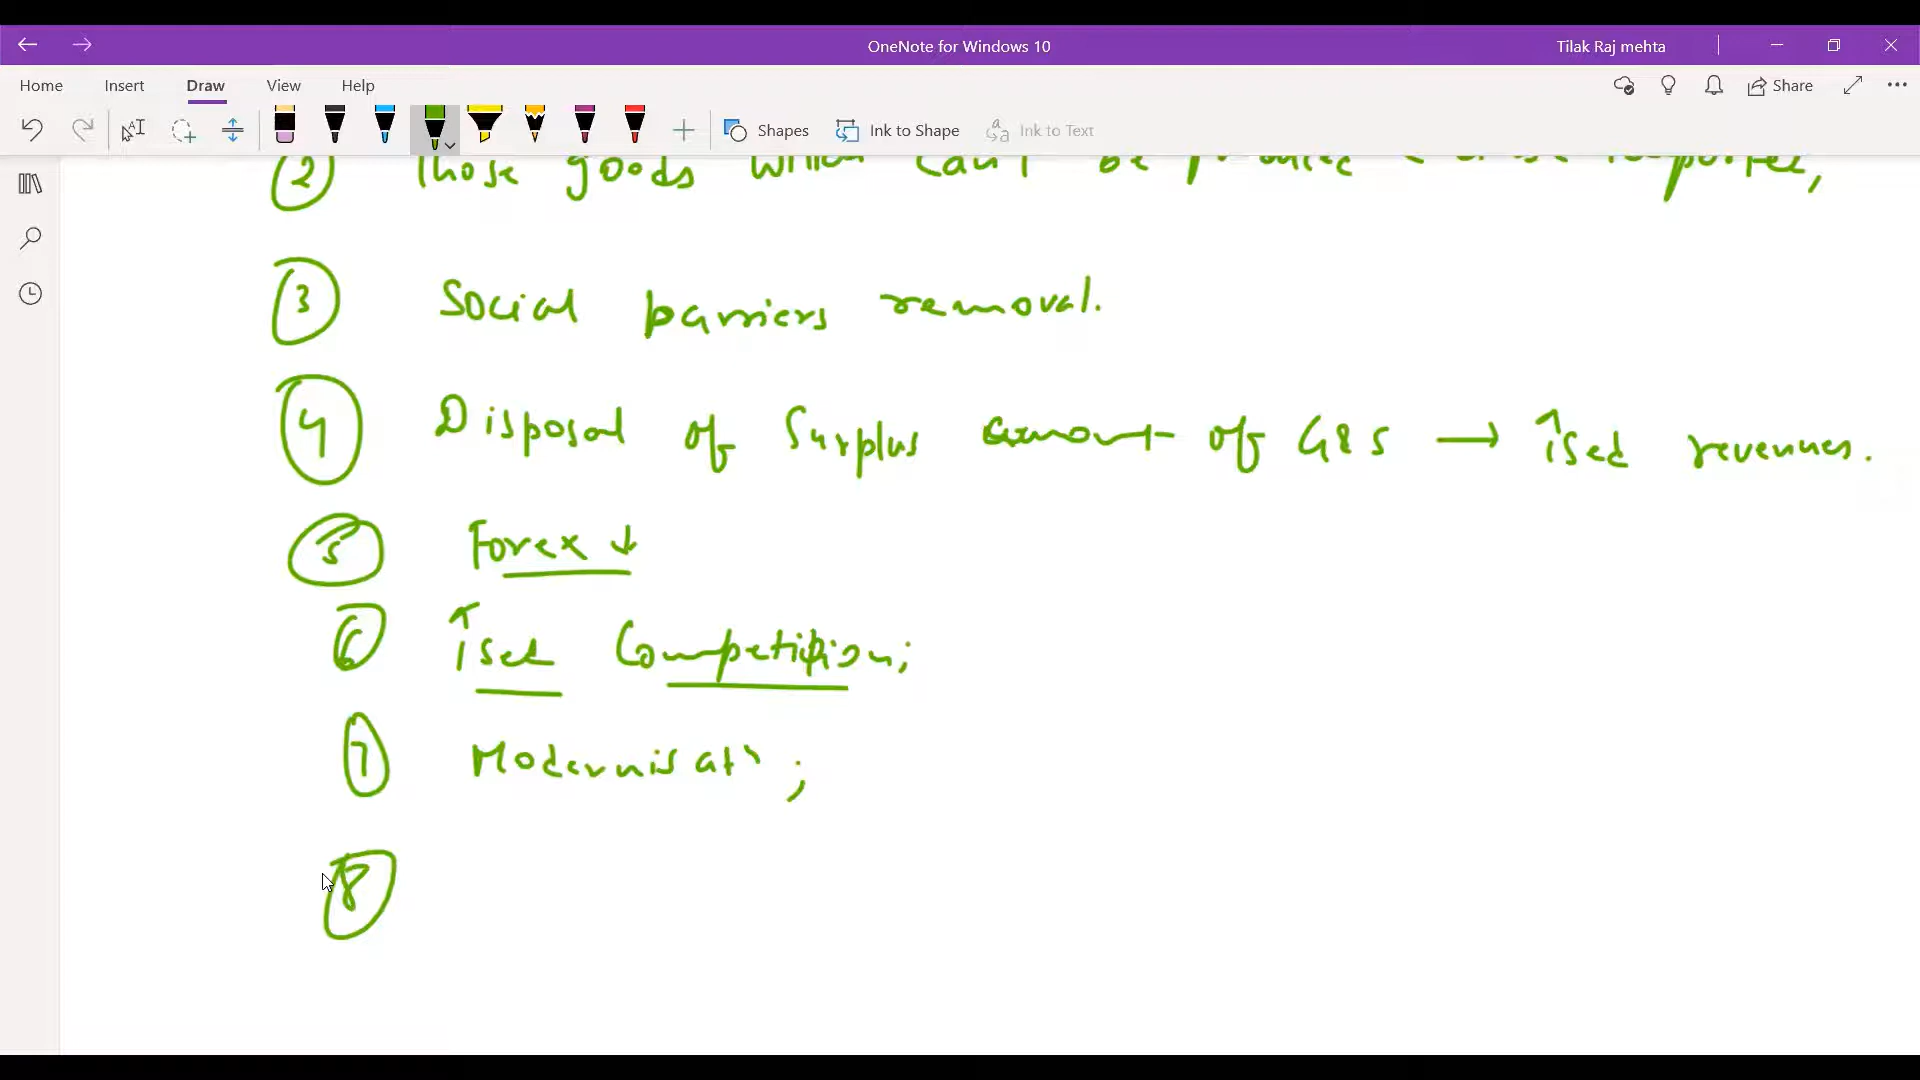 OneNote for Windows 10
Tilak Raj mehta
Home Insert Draw View Help
Share
Shapes Ink to Shape Ink to Text
② Those goods which can't be
③ Social barriers removal.
④ Disposal of Surplus amount of G&S → ↑sed revenues.
⑤ Forex ↓
⑥ ↑sed Competition;
⑦ Modernisat";
⑧